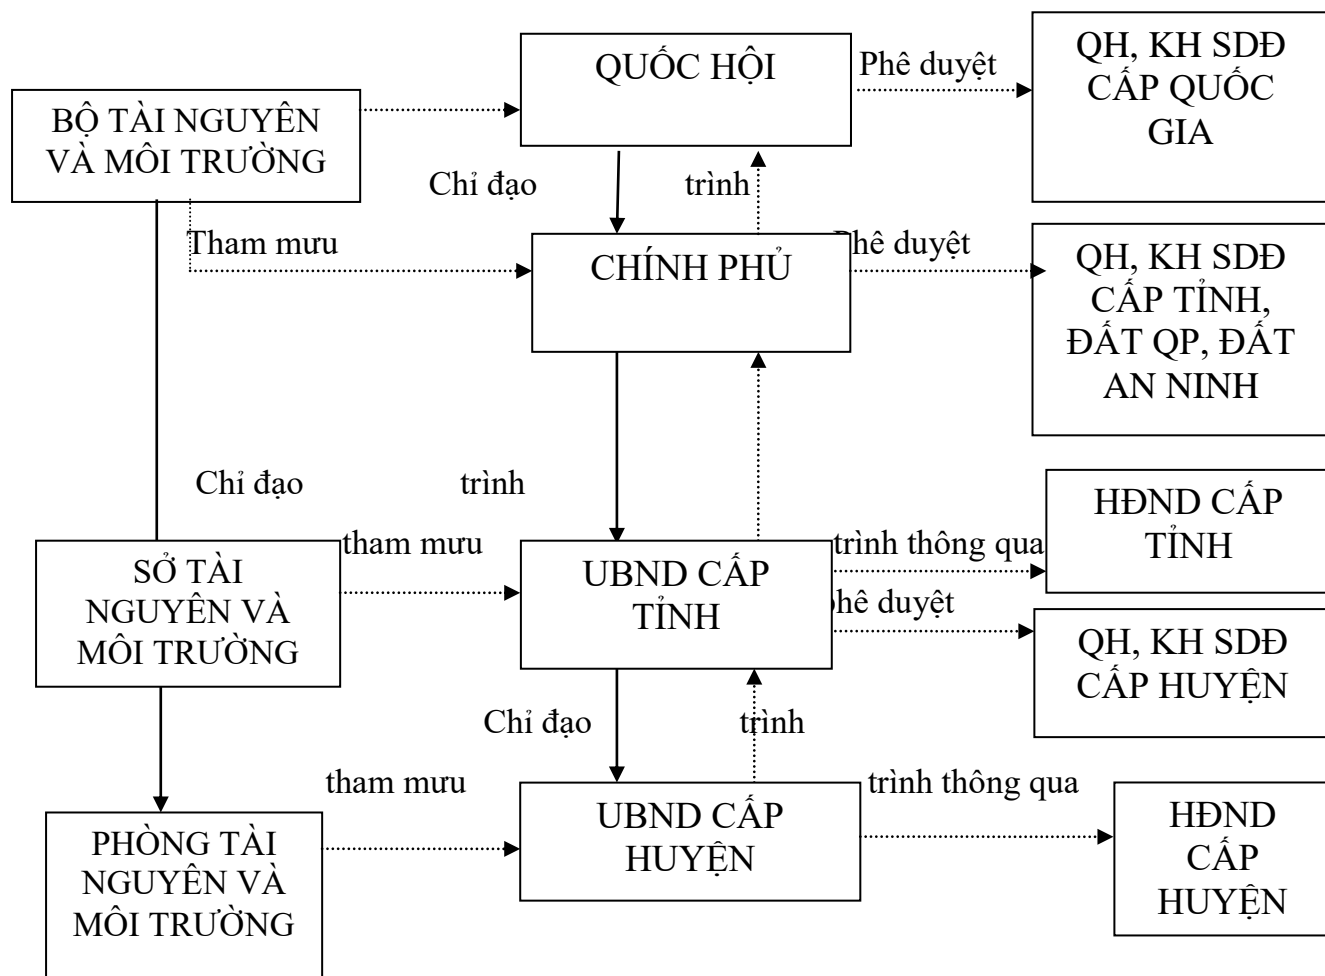 QUỐC HỘI
Phê duyệt
QH, KH SDĐ
CẤP QUỐC
GIA
BỘ TÀI NGUYÊN
VÀ MÔI TRƯỜNG
Chỉ đạo
trình
Tham mưu
CHÍNH PHỦ
Phê duyệt
QH, KH SDĐ
CẤP TỈNH,
ĐẤT QP, ĐẤT
AN NINH
Chỉ đạo
trình
HĐND CẤP
TỈNH
SỞ TÀI
NGUYÊN VÀ
MÔI TRƯỜNG
tham mưu
UBND CẤP
TỈNH
trình thông qua
phê duyệt
QH, KH SDĐ
CẤP HUYỆN
Chỉ đạo
trình
tham mưu
UBND CẤP
HUYỆN
trình thông qua
HĐND
CẤP
HUYỆN
PHÒNG TÀI
NGUYÊN VÀ
MÔI TRƯỜNG